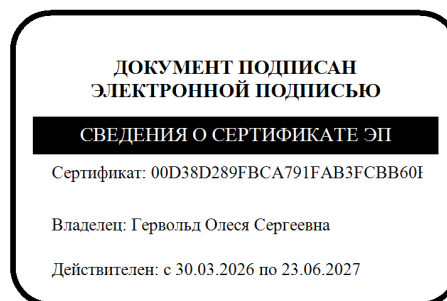 ДОКУМЕНТ ПОДПИСАН
ЭЛЕКТРОННОЙ ПОДПИСЬЮ
СВЕДЕНИЯ О СЕРТИФИКАТЕ ЭП
Сертификат: 00D38D289FBCA791FAB3FCBB60
Владелец: Гервольд Олеся Сергеевна
Действителен: с 30.03.2026 по 23.06.2027